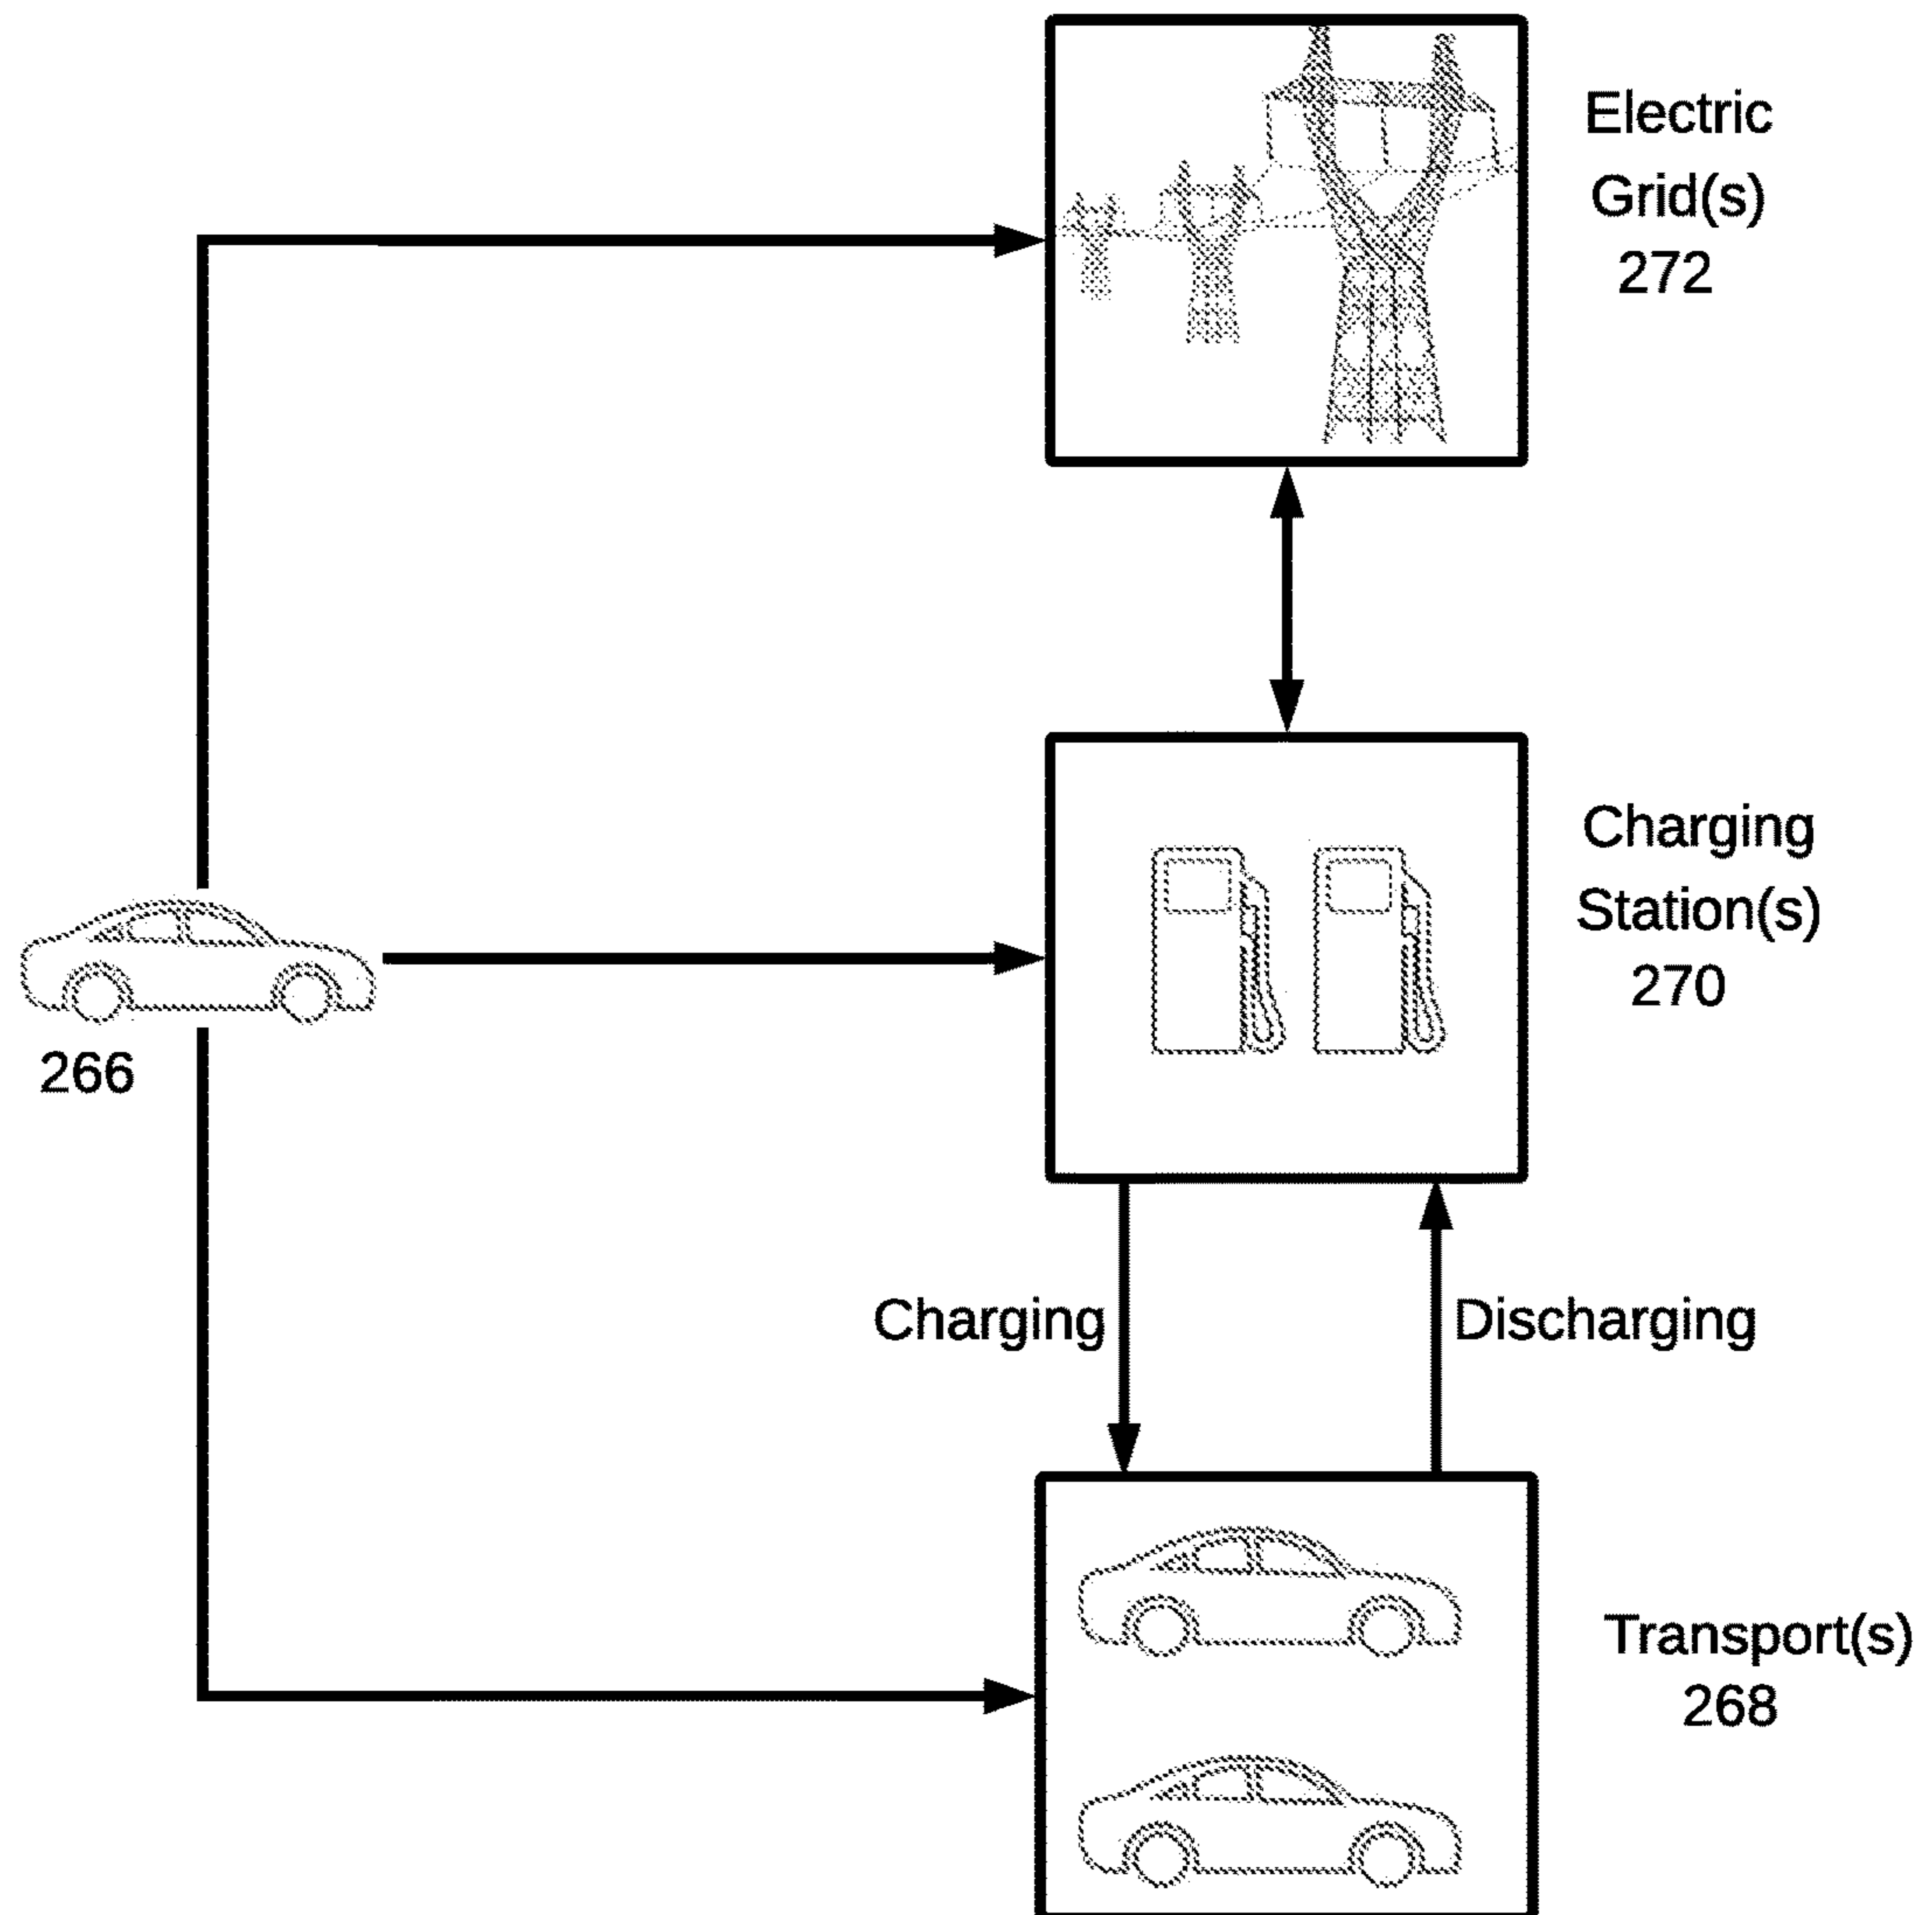 Electric
Grid(s)
272
Charging
Station(s)
270
266
Charging
Discharging
Transport(s)
268